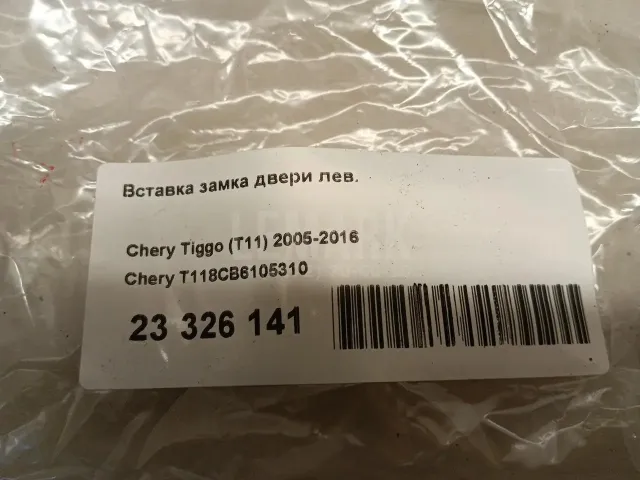 Вставка замка двери лев.
Chery Tiggo (T11) 2005-2016
Chery T118CB6105310
23 326 141